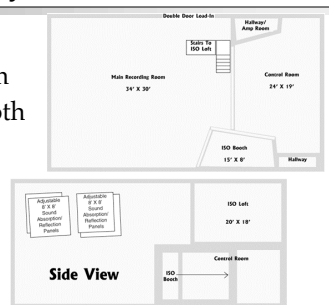 Double Door Load-In
Hallway/
Amp Room
Stairs To
ISO Loft
Main Recording Room
34' X 30'
Control Room
24' X 19'
oth
ISO Booth
15' X 8'
Hallway
Adjustable
8' X 8'
Sound
Absorption/
Reflection
Panels
Adjustable
8' X 8'
Sound
Absorption/
Reflection
Panels
ISO Loft
20' X 18'
Side View
Control Room
ISO
Booth